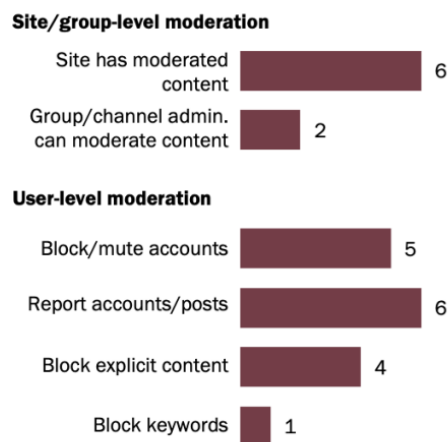 Site/group-level moderation
Site has moderated
content
6
Group/channel admin.
can moderate content
2
User-level moderation
Block/mute accounts
5
Report accounts/posts
6
Block explicit content
4
Block keywords
1